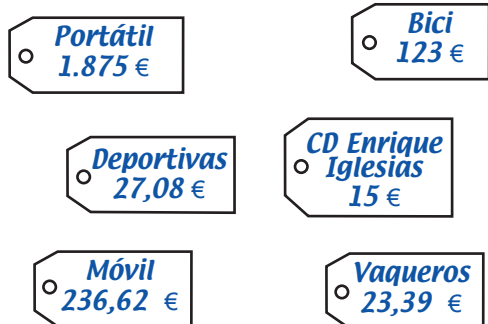 Portátil
1.875 €
Bici
123 €
Deportivas
27,08 €
CD Enrique
Iglesias
15 €
Móvil
236,62 €
Vaqueros
23,39 €